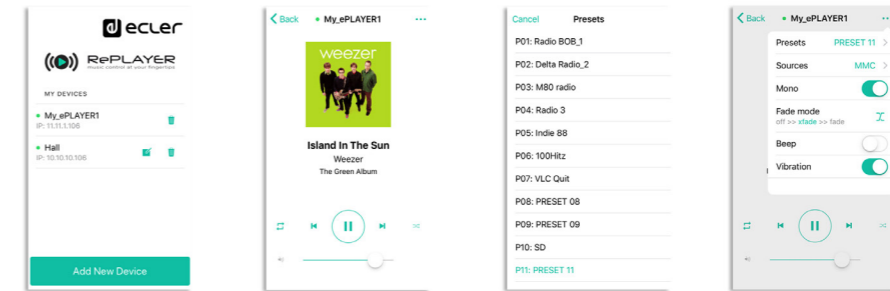 ecler
RePLAYER
music control at your fingertips
MY DEVICES
My_ePLAYER1
IP: 11.11.1.106
Hall
IP: 10.10.10.106
Add New Device
Back
My_ePLAYER1
...
weezer
Island In The Sun
Weezer
The Green Album
Cancel Presets
P01: Radio BOB_1
P02: Delta Radio_2
P03: M80 radio
P04: Radio 3
P05: Indie 88
P06: 100Hitz
P07: VLC Quit
P08: PRESET 08
P09: PRESET 09
P10: SD
P11: PRESET 11
Back
My_ePLAYER1
Presets PRESET 11 >
Sources MMC >
Mono
Fade mode
off >> xfade >> fade
Beep
Vibration